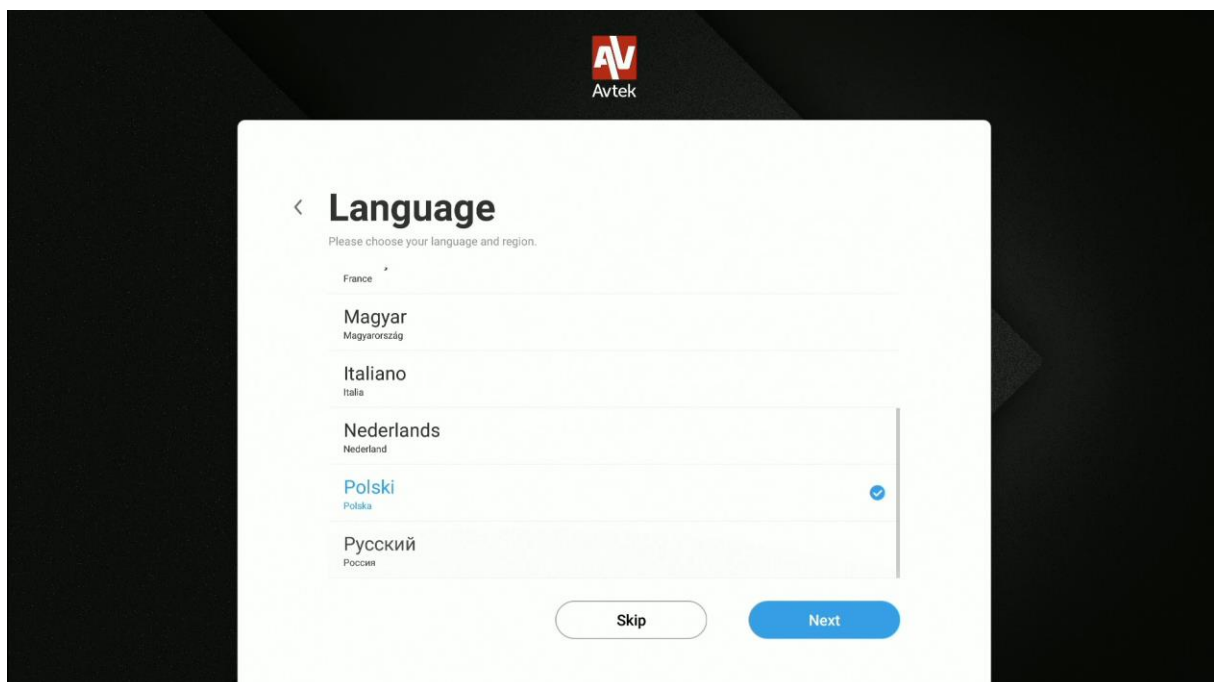 AV
Avtek
Language
Please choose your language and region.
France
Magyar
Magyarország
Italiano
Italia
Nederlands
Nederland
Polski
Polska
Русский
Россия
Skip
Next